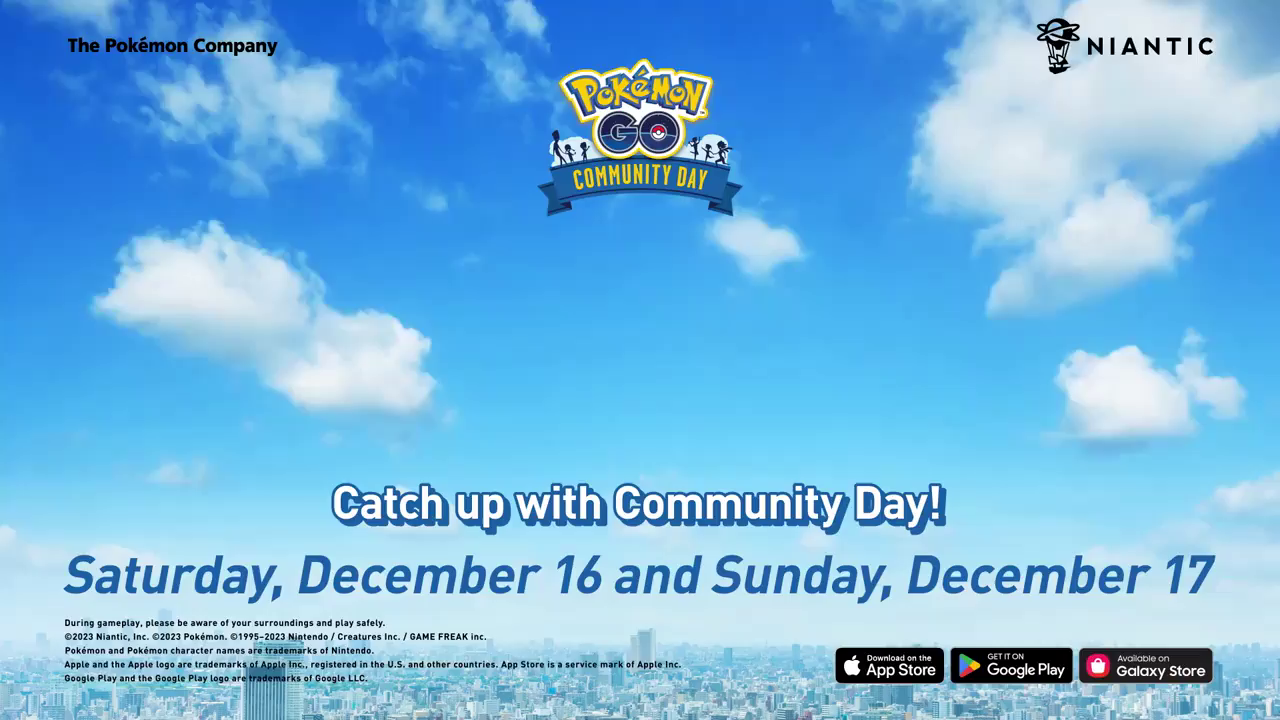 The Pokémon Company
NIANTIC
POKÉMON
GO
COMMUNITY DAY
Catch up with Community Day!
Saturday, December 16 and Sunday, December 17
During gameplay, please be aware of your surroundings and play safely.
©2023 Niantic, Inc. ©2023 Pokémon. ©1995–2023 Nintendo / Creatures Inc. / GAME FREAK inc.
Pokémon and Pokémon character names are trademarks of Nintendo.
Apple and the Apple logo are trademarks of Apple Inc., registered in the U.S. and other countries. App Store is a service mark of Apple Inc.
Google Play and the Google Play logo are trademarks of Google LLC.
Download on the
App Store
GET IT ON
Google Play
Available on
Galaxy Store